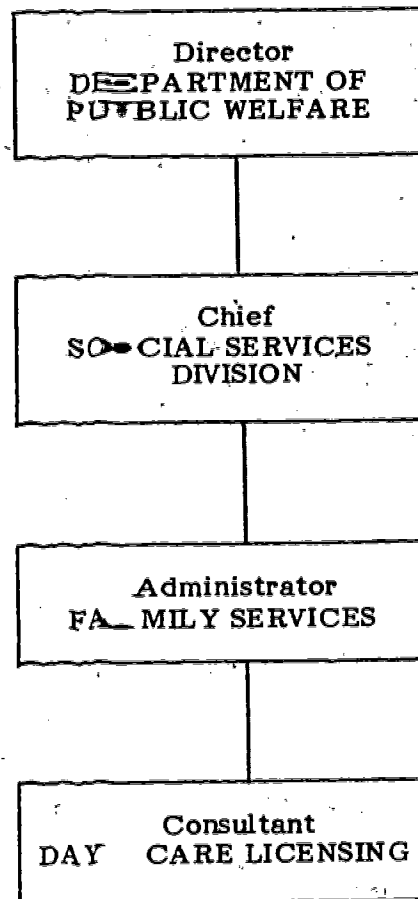 Director
DEPARTMENT OF
PUBLIC WELFARE
Chief
SOCIAL SERVICES
DIVISION
Administrator
FAMILY SERVICES
Consultant
DAY CARE LICENSING